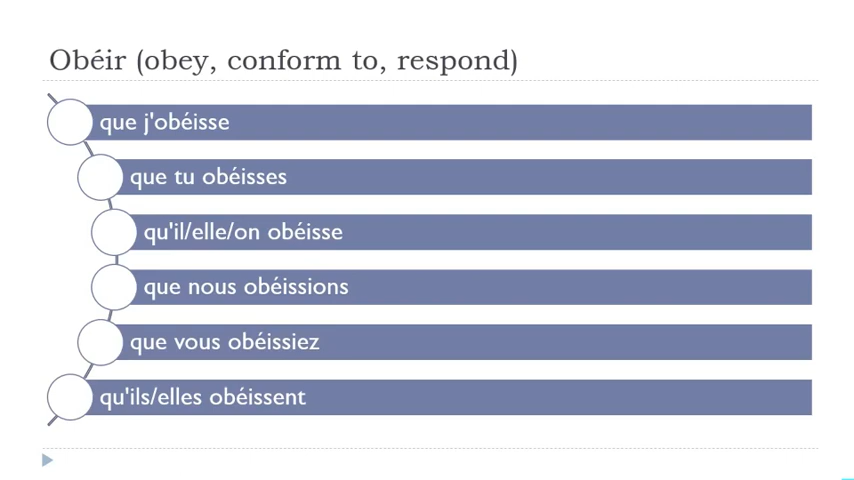 Obéir (obey, conform to, respond)
que j'obéisse
que tu obéisses
qu'il/elle/on obéisse
que nous obéissions
que vous obéissiez
qu'ils/elles obéissent